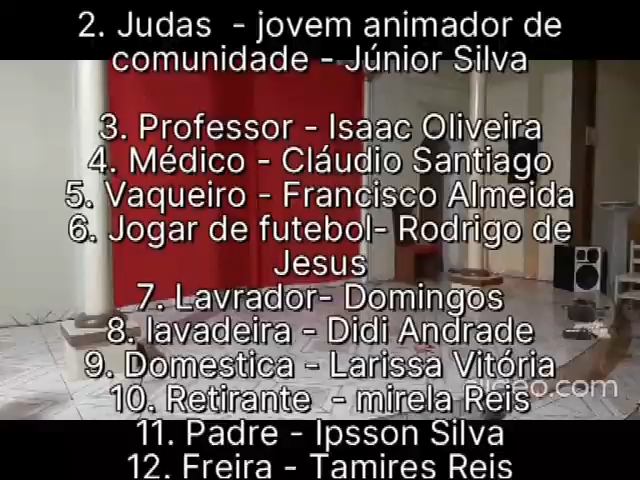 2. Judas - jovem animador de
comunidade - Júnior Silva
3. Professor - Isaac Oliveira
4. Médico - Cláudio Santiago
5. Vaqueiro - Francisco Almeida
6. Jogar de futebol- Rodrigo de
Jesus
7. Lavrador- Domingos
8. lavadeira - Didi Andrade
9. Domestica - Larissa Vitória
10. Retirante - mirela Reis
11. Padre - Ipsson Silva
12. Freira - Tamires Reis